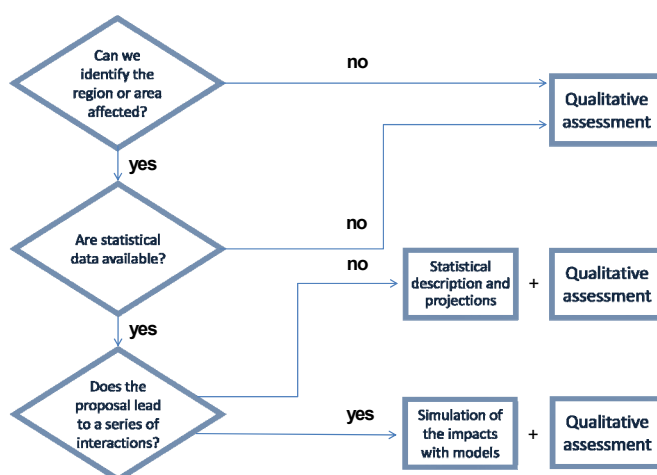 Can we
identify the
region or area
affected?
no
Qualitative
assessment
yes
Are statistical
data available?
no
no
Statistical
description and
projections
+
Qualitative
assessment
yes
Does the
proposal lead
to a series of
interactions?
yes
Simulation of
the impacts
with models
+
Qualitative
assessment